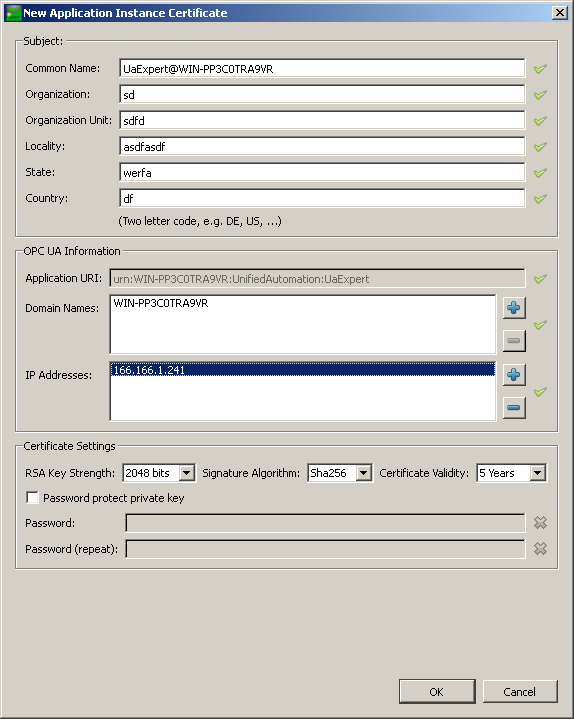 New Application Instance Certificate
Subject:
Common Name: UaExpert@WIN-PP3C0TRA9VR
Organization: sd
Organization Unit: sdfd
Locality: asdfasdf
State: werfa
Country: df
(Two letter code, e.g. DE, US, ...)
OPC UA Information
Application URI: urn:WIN-PP3C0TRA9VR:UnifiedAutomation:UaExpert
Domain Names: WIN-PP3C0TRA9VR
IP Addresses: 166.166.1.241
Certificate Settings
RSA Key Strength: 2048 bits Signature Algorithm: Sha256 Certificate Validity: 5 Years
Password protect private key
Password:
Password (repeat):
OK Cancel